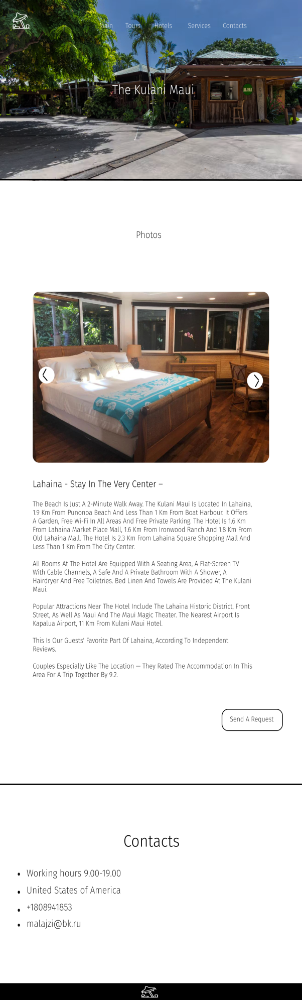 Main Tours Hotels Services Contacts
The Kulani Maui
ALOHA
Photos
Lahaina - Stay In The Very Center –
The Beach Is Just A 2-Minute Walk Away. The Kulani Maui Is Located In Lahaina,
1.9 Km From Punonoa Beach And Less Than 1 Km From Boat Harbour. It Offers
A Garden, Free Wi-Fi In All Areas And Free Private Parking. The Hotel Is 1.6 Km
From Lahaina Market Place Mall, 1.6 Km From Ironwood Ranch And 1.8 Km From
Old Lahaina Mall. The Hotel Is 2.3 Km From Lahaina Square Shopping Mall And
Less Than 1 Km From The City Center.
All Rooms At The Hotel Are Equipped With A Seating Area, A Flat-Screen TV
With Cable Channels, A Safe And A Private Bathroom With A Shower, A
Hairdryer And Free Toiletries. Bed Linen And Towels Are Provided At The Kulani
Maui.
Popular Attractions Near The Hotel Include The Lahaina Historic District, Front
Street, As Well As Maui And The Maui Magic Theater. The Nearest Airport Is
Kapalua Airport, 11 Km From Kulani Maui Hotel.
This Is Our Guests' Favorite Part Of Lahaina, According To Independent
Reviews.
Couples Especially Like The Location — They Rated The Accommodation In This
Area For A Trip Together By 9.2.
Send A Request
Contacts
• Working hours 9.00-19.00
• United States of America
• +1808941853
• malajzi@bk.ru